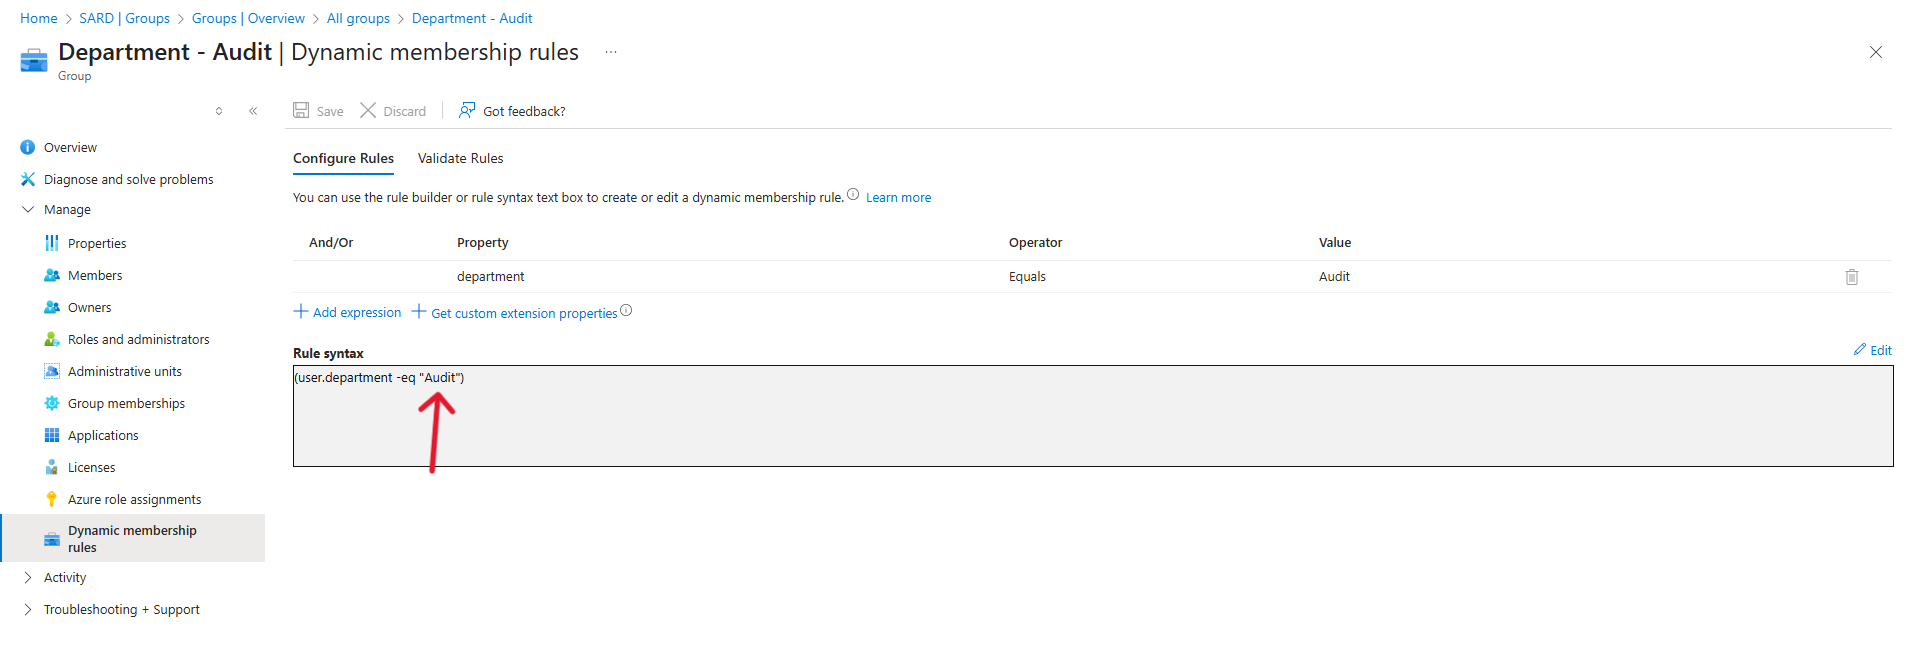 Home > SARD | Groups > Groups | Overview > All groups > Department - Audit
Department - Audit | Dynamic membership rules ...
Group
Save Discard Got feedback?
Overview
Diagnose and solve problems
Manage
Properties
Members
Owners
Roles and administrators
Administrative units
Group memberships
Applications
Licenses
Azure role assignments
Dynamic membership
rules
Activity
Troubleshooting + Support
Configure Rules Validate Rules
You can use the rule builder or rule syntax text box to create or edit a dynamic membership rule. Learn more
And/Or Property Operator Value
department Equals Audit
+ Add expression + Get custom extension properties
Rule syntax
Edit
(user.department -eq "Audit")